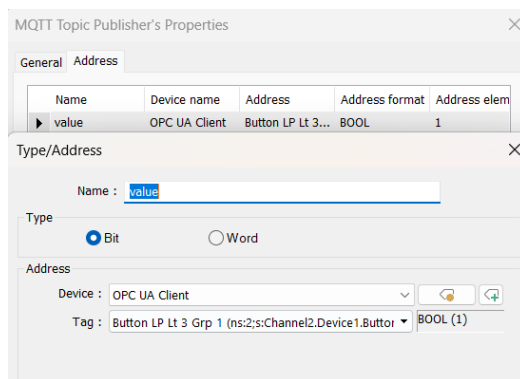 MQTT Topic Publisher's Properties
General Address
Name Device name Address Address format Address elem
value OPC UA Client Button LP Lt 3... BOOL 1
Type/Address
Name : value
Type
Bit Word
Address
Device : OPC UA Client
Tag : Button LP Lt 3 Grp 1 (ns:2;s:Channel2.Device1.Button BOOL (1)